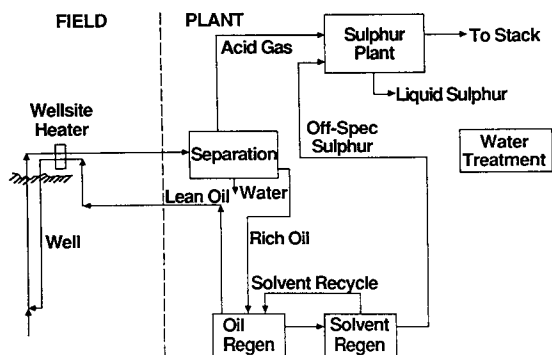 FIELD
PLANT
Acid Gas
Sulphur
Plant
To Stack
Liquid Sulphur
Wellsite
Heater
Off-Spec
Sulphur
Separation
Water
Treatment
Water
Lean Oil
Well
Rich Oil
Solvent Recycle
Oil
Regen
Solvent
Regen